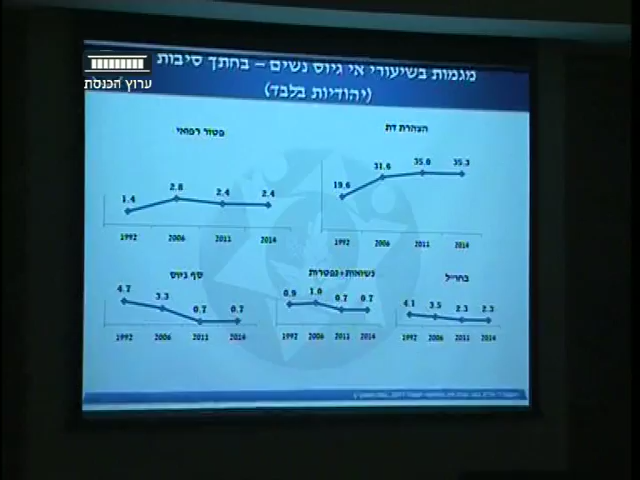 ערוץ הכנסת
מגמות בשיעורי אי גיוס נשים – בחתך סיבות
(יהודיות בלבד)
הצהרת דת
19.6 31.6 35.0 35.3
1992 2006 2011 2014
פטור רפואי
1.4 2.8 2.4 2.4
1992 2006 2011 2014
בחו"ל
4.1 3.5 2.3 2.3
1992 2006 2011 2014
נשואות+נפטרות
0.9 1.0 0.7 0.7
1992 2006 2011 2014
סף גיוס
4.7 3.3 0.7 0.7
1992 2006 2011 2014